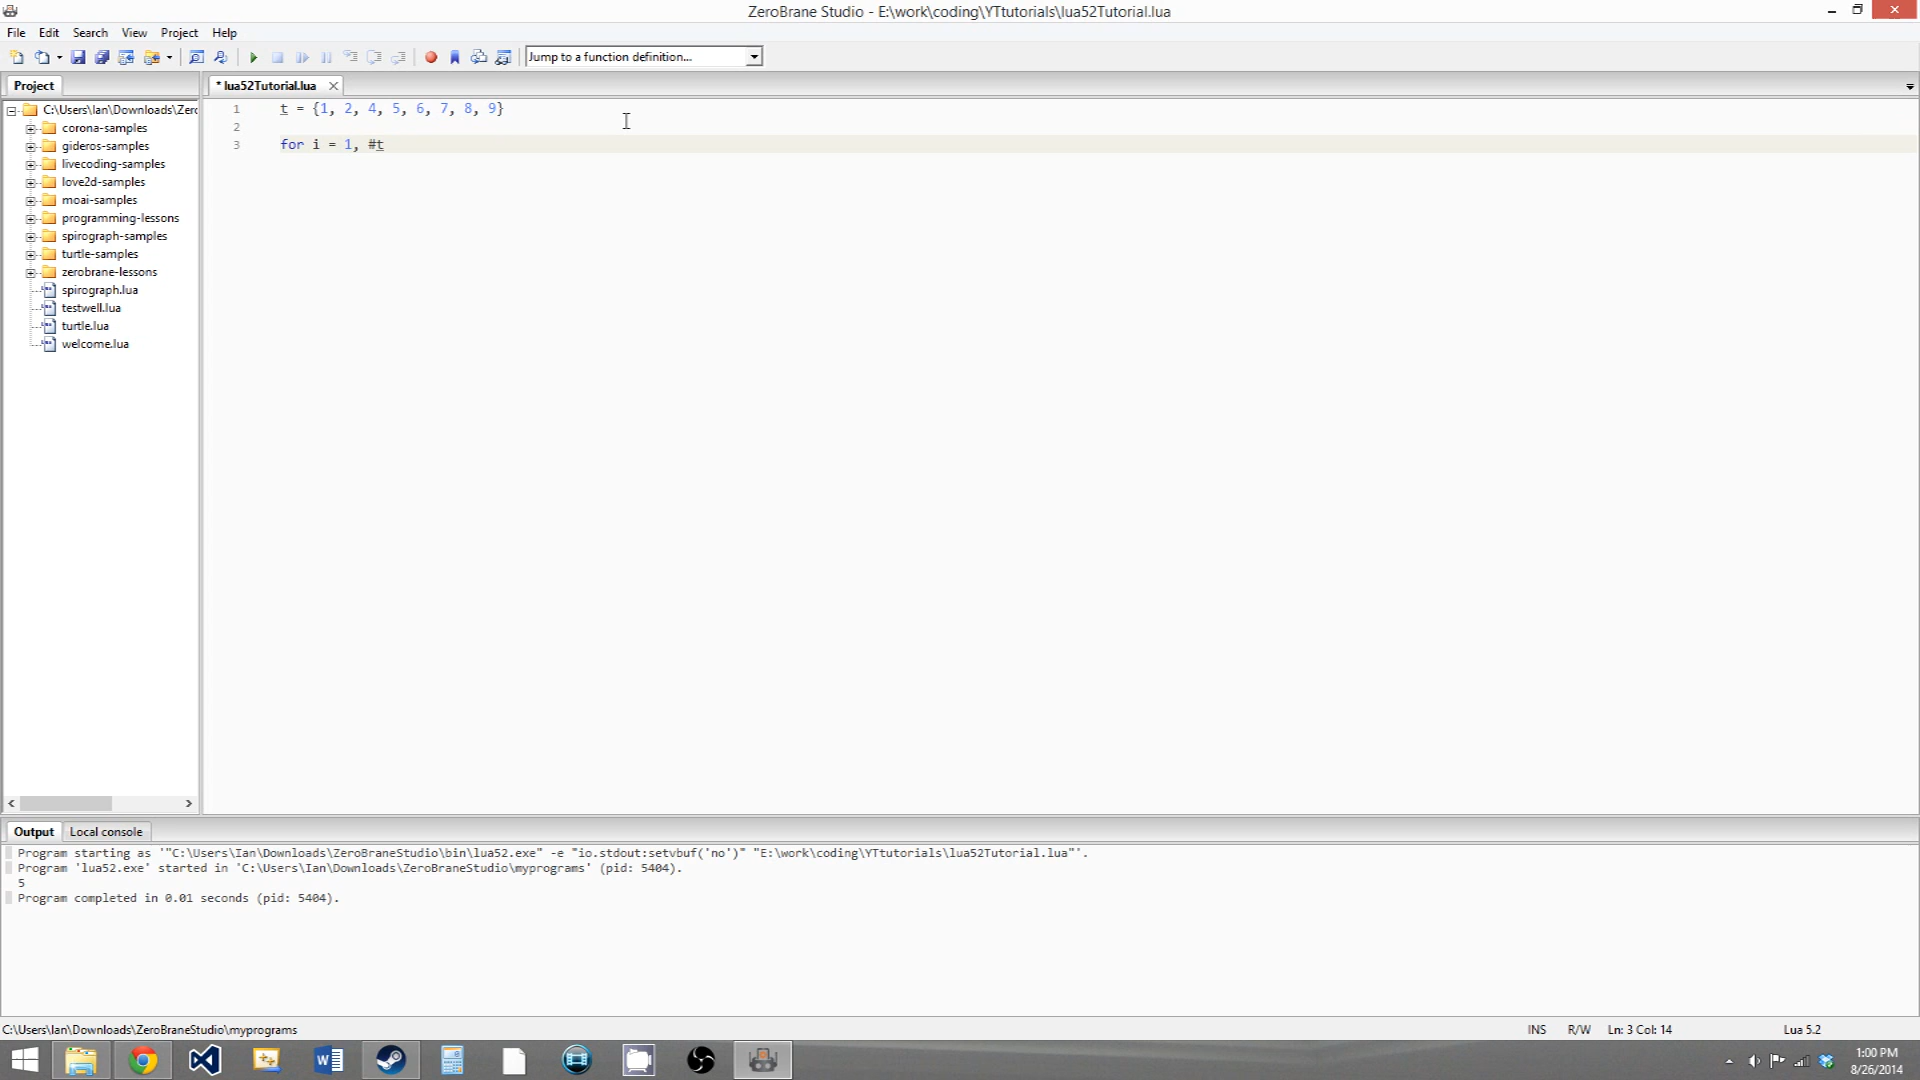 ZeroBrane Studio - E:\work\coding\YTtutorials\lua52Tutorial.lua
File Edit Search View Project Help
Jump to a function definition...
Project
* lua52Tutorial.lua
C:\Users\Ian\Downloads\Zerc
corona-samples
gideros-samples
livecoding-samples
love2d-samples
moai-samples
programming-lessons
spirograph-samples
turtle-samples
zerobrane-lessons
spirograph.lua
testwell.lua
turtle.lua
welcome.lua
1 t = {1, 2, 4, 5, 6, 7, 8, 9}
2
3 for i = 1, #t
Output Local console
Program starting as '"C:\Users\Ian\Downloads\ZeroBraneStudio\bin\lua52.exe" -e "io.stdout:setvbuf('no')" "E:\work\coding\YTtutorials\lua52Tutorial.lua"'.
Program 'lua52.exe' started in 'C:\Users\Ian\Downloads\ZeroBraneStudio\myprograms' (pid: 5404).
5
Program completed in 0.01 seconds (pid: 5404).
C:\Users\Ian\Downloads\ZeroBraneStudio\myprograms INS R/W Ln: 3 Col: 14 Lua 5.2
1:00 PM
8/26/2014